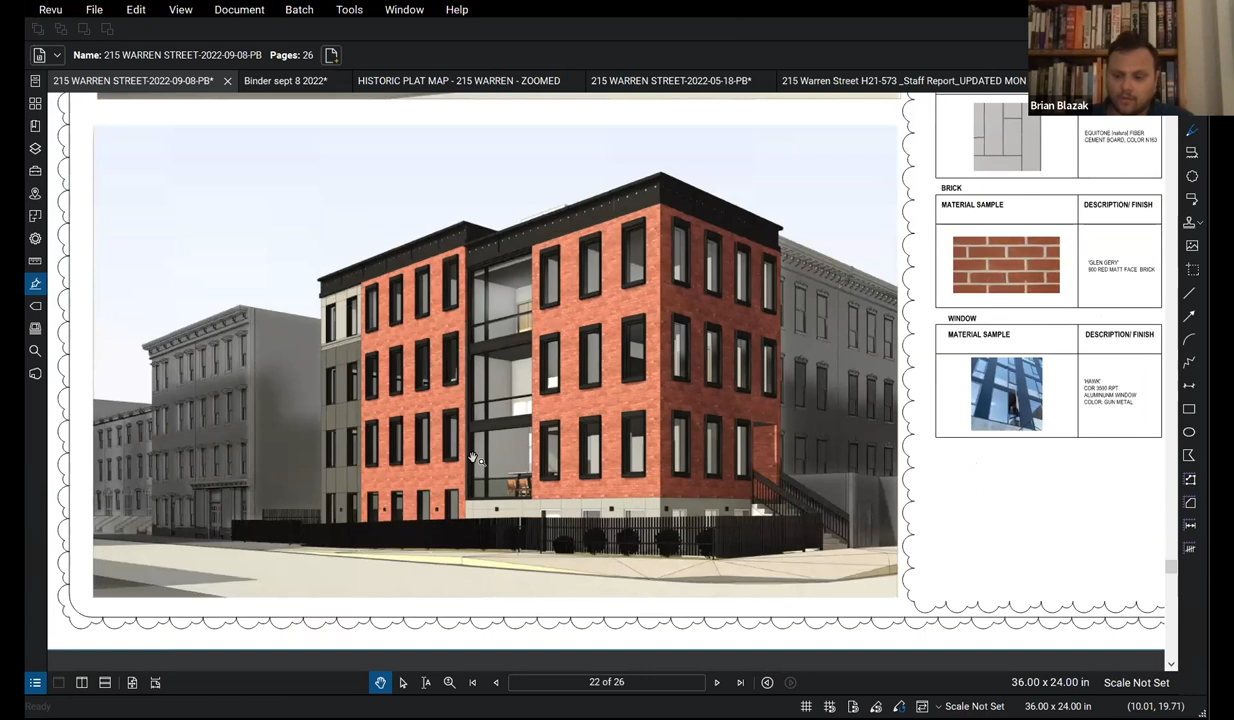 Revu File Edit View Document Batch Tools Window Help
Name: 215 WARREN STREET-2022-09-08-PB Pages: 26
215 WARREN STREET-2022-09-08-PB* Binder sept 8 2022* HISTORIC PLAT MAP - 215 WARREN - ZOOMED 215 WARREN STREET-2022-05-18-PB* 215 Warren Street H21-573 _Staff Report_UPDATED MON
Brian Blazak
EQUITONE [natural] FIBER
CEMENT BOARD, COLOR N163
BRICK
MATERIAL SAMPLE DESCRIPTION/ FINISH
'GLEN GERY'
900 RED MATT FACE BRICK
WINDOW
MATERIAL SAMPLE DESCRIPTION/ FINISH
'HAWK'
COR 3500 RPT
ALUMINUNM WINDOW
COLOR, GUN METAL
22 of 26
36.00 x 24.00 in Scale Not Set
Ready
Scale Not Set 36.00 x 24.00 in (10.01, 19.71)